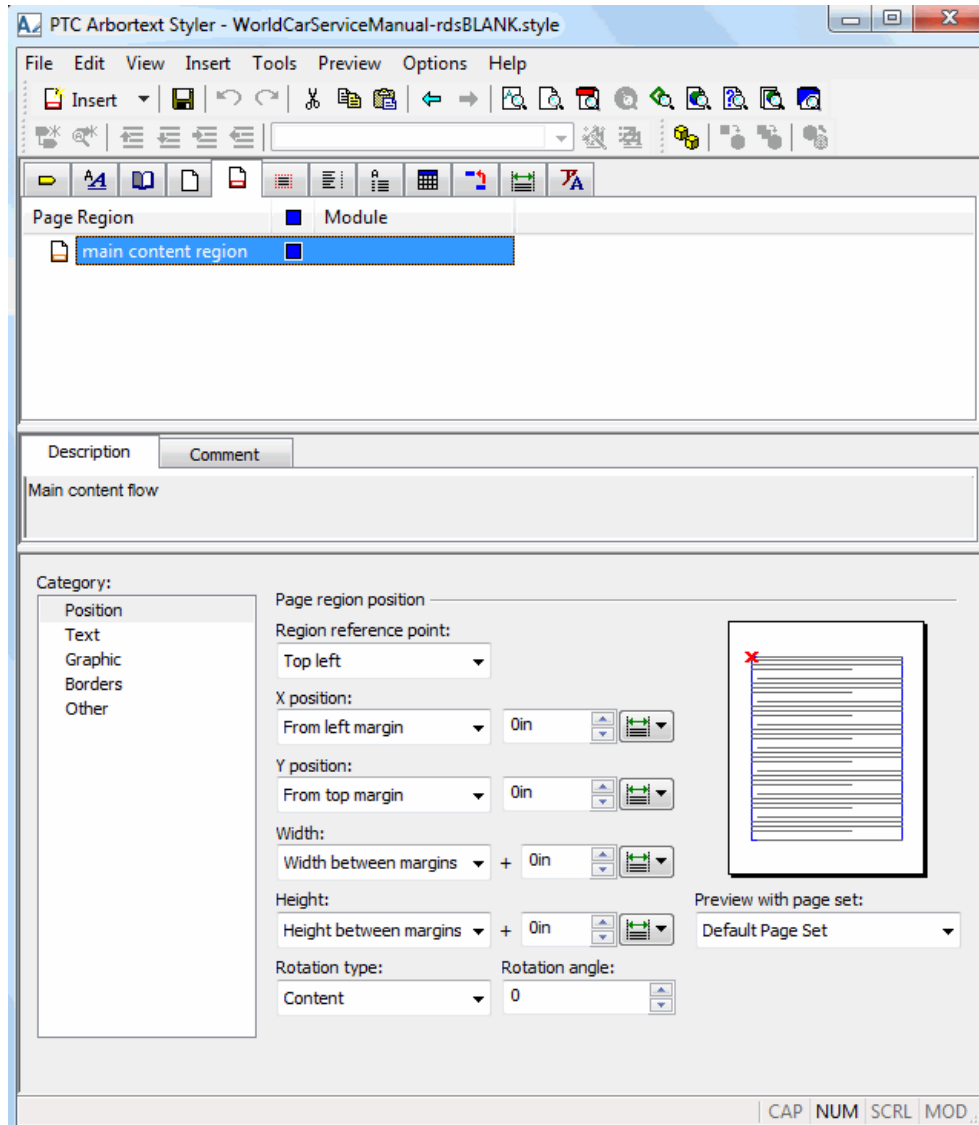 PTC Arbortext Styler - WorldCarServiceManual-rdsBLANK.style
File Edit View Insert Tools Preview Options Help
Insert
Page Region Module
main content region
Description Comment
Main content flow
Category:
Position
Text
Graphic
Borders
Other
Page region position
Region reference point:
Top left
X position:
From left margin 0in
Y position:
From top margin 0in
Width:
Width between margins + 0in
Height:
Height between margins + 0in
Preview with page set:
Default Page Set
Rotation type: Rotation angle:
Content 0
CAP NUM SCRL MOD